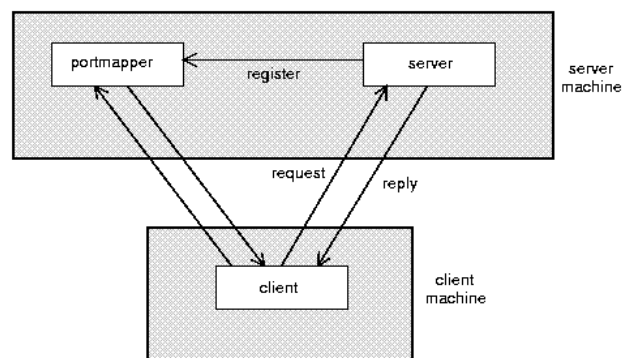 portmapper
server
register
server
machine
request
reply
client
client
machine